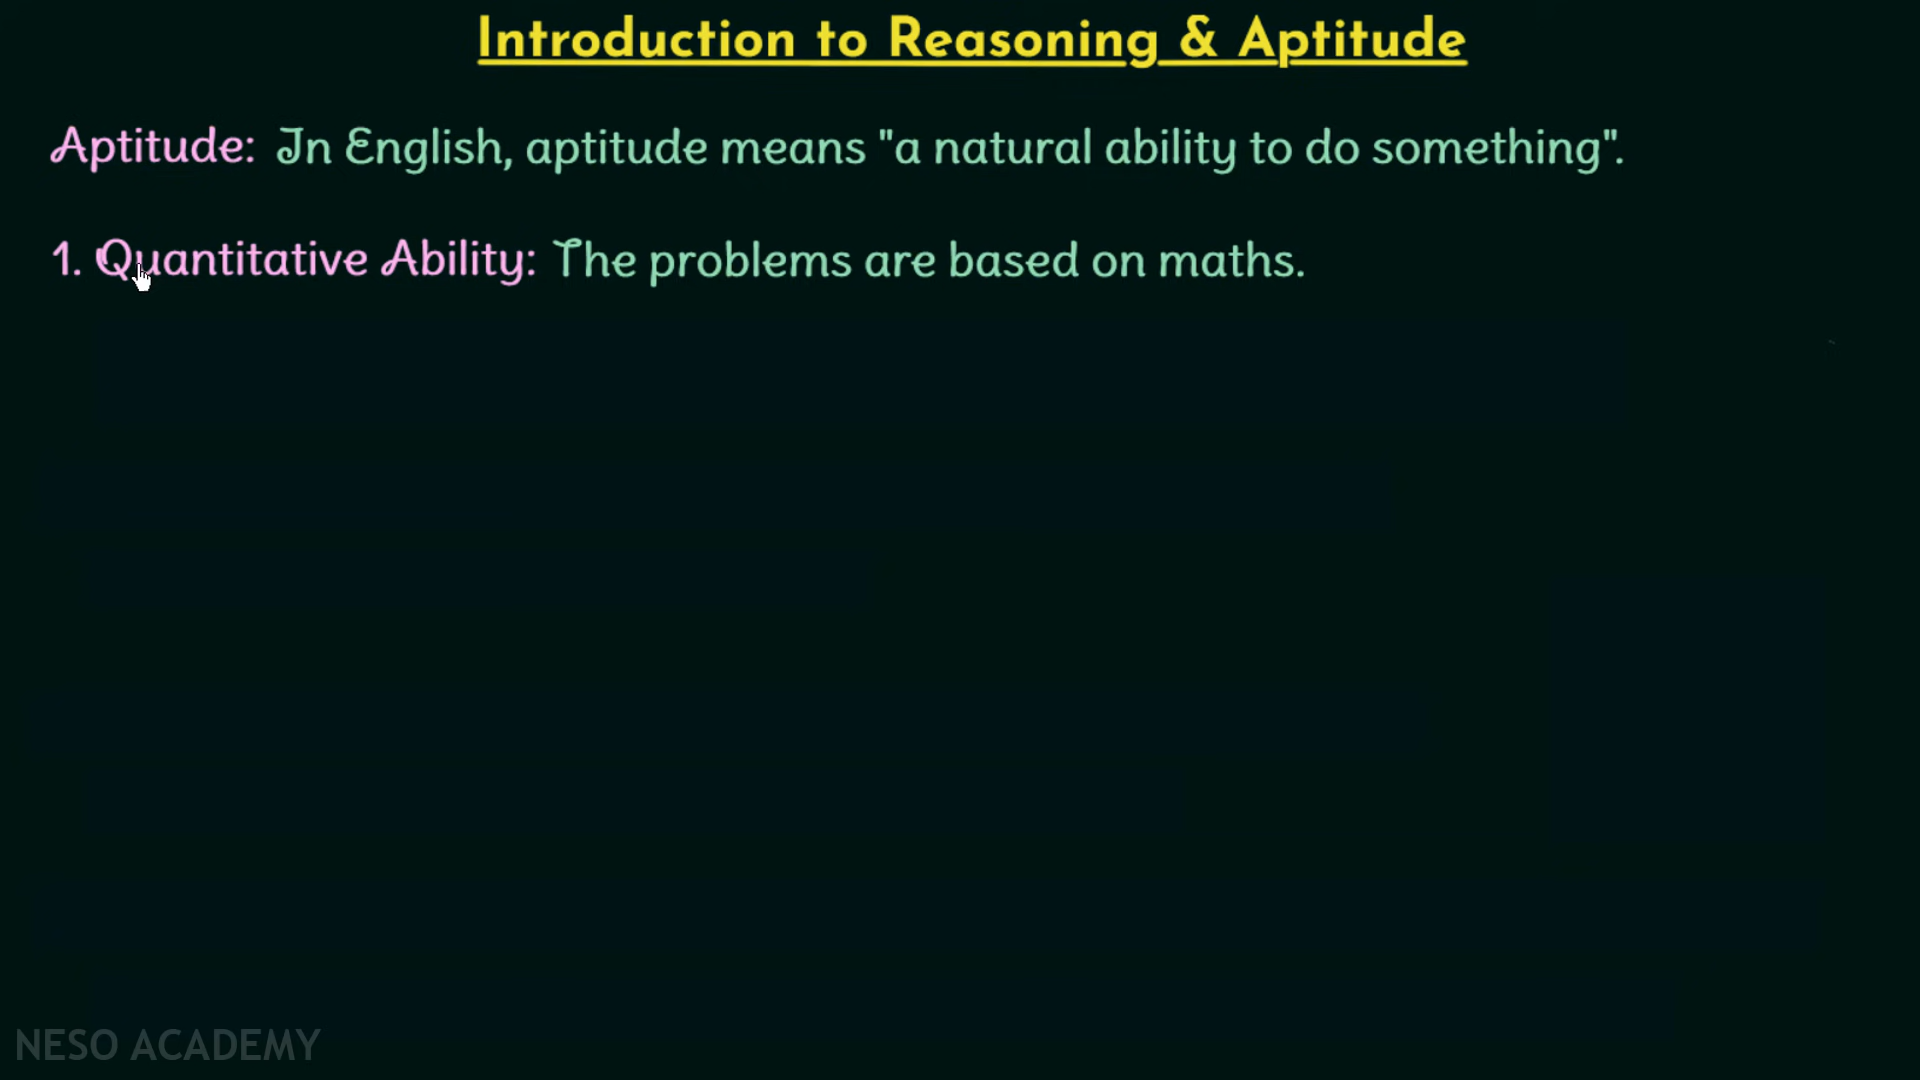 Introduction to Reasoning & Aptitude
Aptitude: In English, aptitude means "a natural ability to do something".
1. Quantitative Ability: The problems are based on maths.
NESO ACADEMY